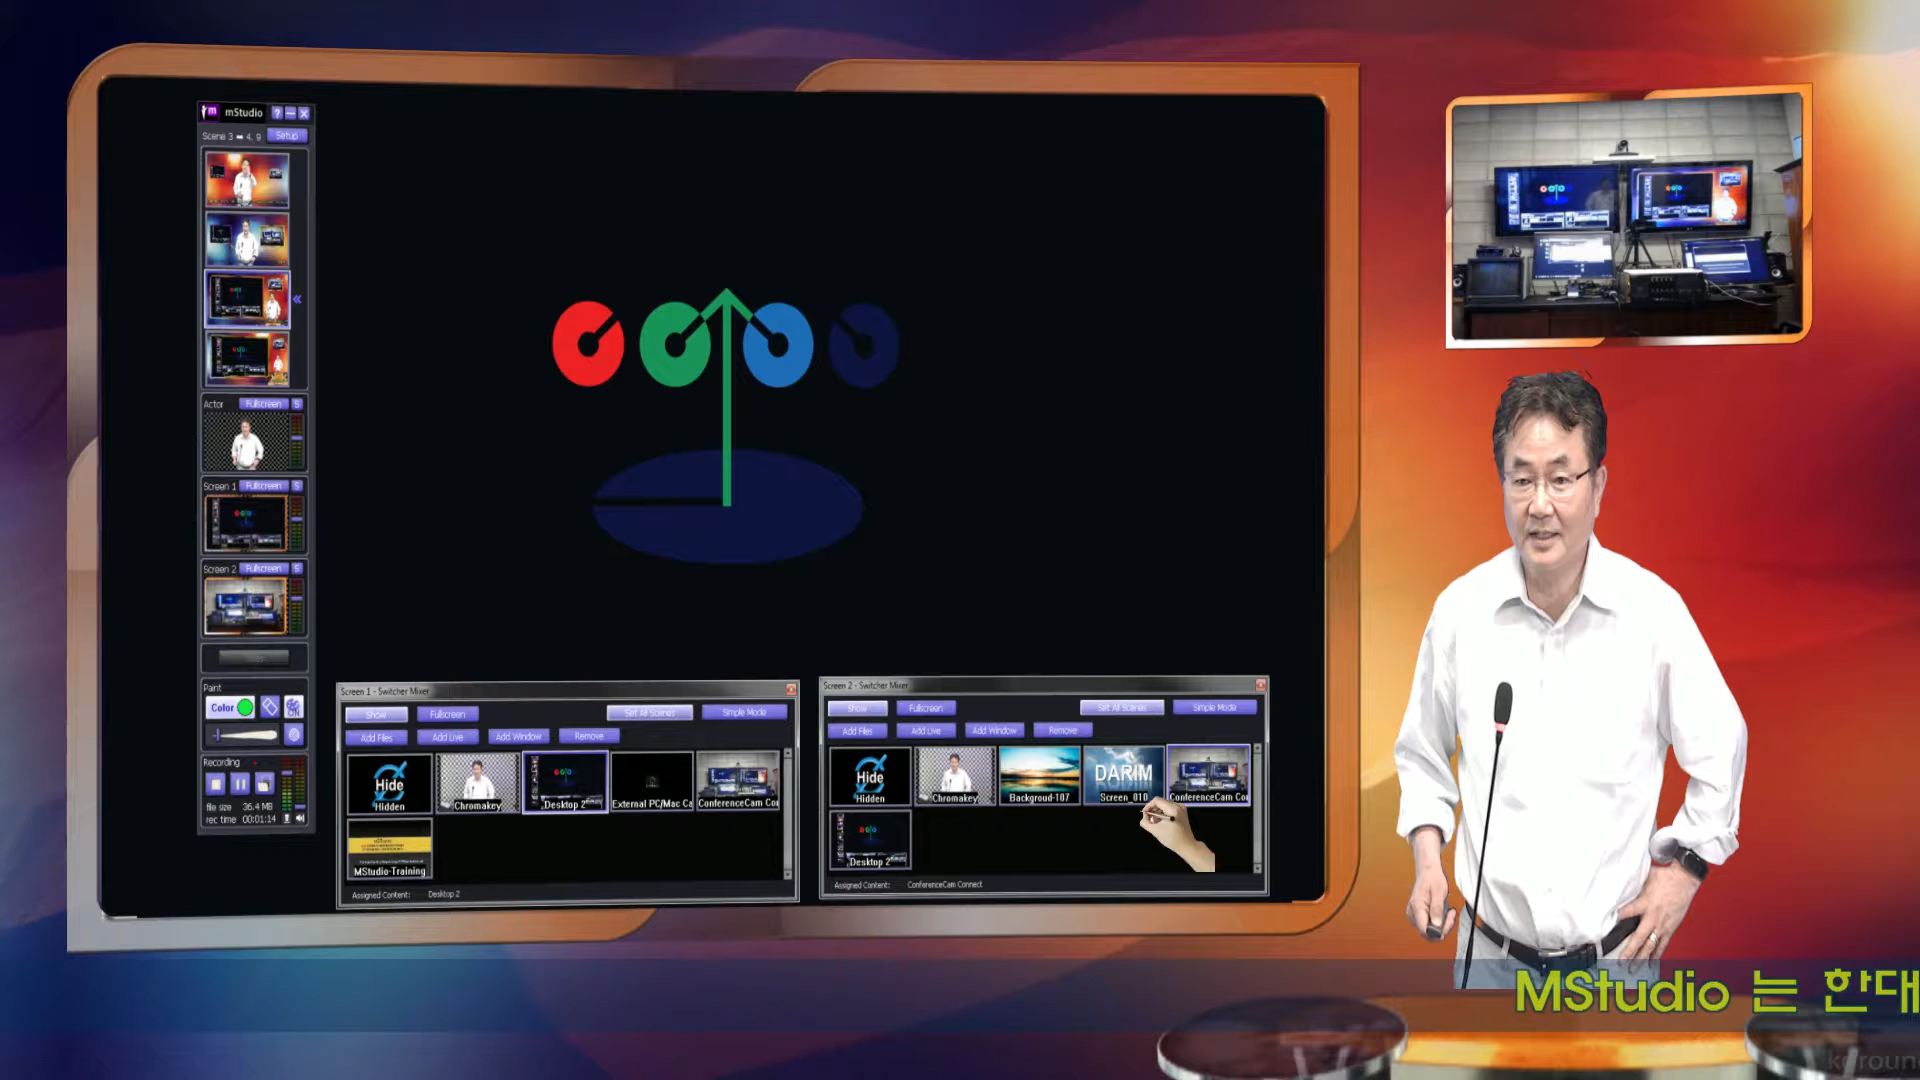 mStudio
Scene 3 ➡ 4, 9 Setup
Actor Fullscreen S
Screen 1 Fullscreen S
Screen 2 Fullscreen S
Paint
Color
ON
Recording
file size 36.4 MB
rec time 00:01:14
Screen 1 - Switcher Mixer
Show Fullscreen Set All Scenes Simple Mode
Add Files Add Live Add Window Remove
Hide
Hidden Chromakey Desktop 2 External PC/Mac Ca ConferenceCam Co
MStudio-Training
Assigned Content: Desktop 2
Screen 2 - Switcher Mixer
Show Fullscreen Set All Scenes Simple Mode
Add Files Add Live Add Window Remove
Hide DARIM
Hidden Chromakey Backgroud-107 Screen_010 ConferenceCam Co
Desktop 2
Assigned Content: ConferenceCam Connect
MStudio 는 한대